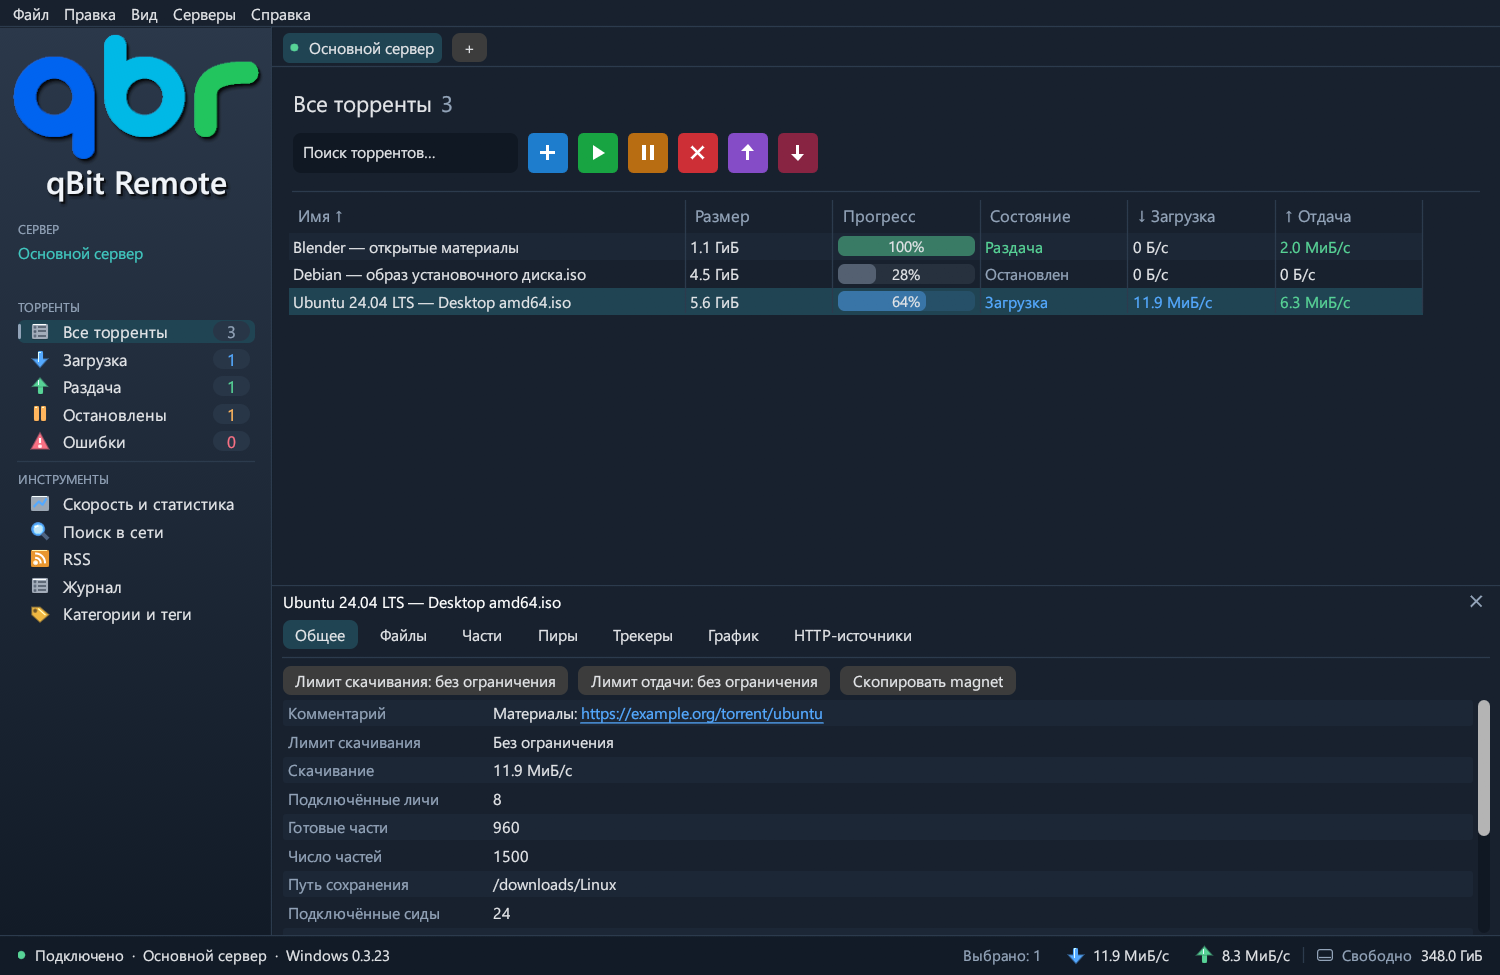 Файл Правка Вид Серверы Справка
qbr
qBit Remote
СЕРВЕР
Основной сервер
ТОРРЕНТЫ
Все торренты 3
Загрузка 1
Раздача 1
Остановлены 1
Ошибки 0
ИНСТРУМЕНТЫ
Скорость и статистика
Поиск в сети
RSS
Журнал
Категории и теги
Основной сервер +
Все торренты 3
Поиск торрентов...
Имя ↑ Размер Прогресс Состояние ↓ Загрузка ↑ Отдача
Blender — открытые материалы 1.1 ГиБ 100% Раздача 0 Б/с 2.0 МиБ/с
Debian — образ установочного диска.iso 4.5 ГиБ 28% Остановлен 0 Б/с 0 Б/с
Ubuntu 24.04 LTS — Desktop amd64.iso 5.6 ГиБ 64% Загрузка 11.9 МиБ/с 6.3 МиБ/с
Ubuntu 24.04 LTS — Desktop amd64.iso
Общее Файлы Части Пиры Трекеры График HTTP-источники
Лимит скачивания: без ограничения Лимит отдачи: без ограничения Скопировать magnet
Комментарий Материалы: https://example.org/torrent/ubuntu
Лимит скачивания Без ограничения
Скачивание 11.9 МиБ/с
Подключённые личи 8
Готовые части 960
Число частей 1500
Путь сохранения /downloads/Linux
Подключённые сиды 24
Подключено · Основной сервер · Windows 0.3.23 Выбрано: 1 11.9 МиБ/с 8.3 МиБ/с Свободно 348.0 ГиБ